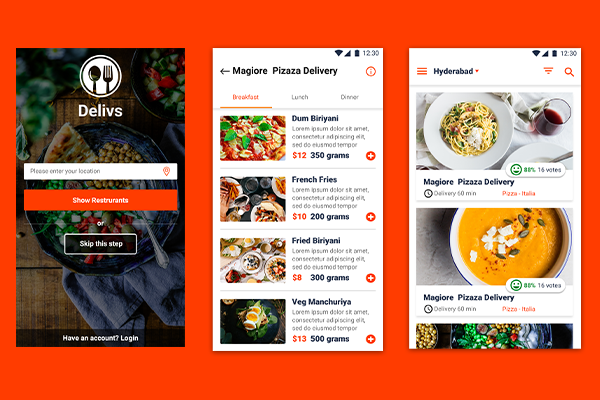 Delivs
Please enter your location
Show Restrurants
or
Skip this step
Have an account? Login
12:30
Magiore Pizaza Delivery
Breakfast
Lunch
Dinner
Dum Biriyani
Lorem ipsum dolor sit amet,
consectetur adipiscing elit,
sed do eiusmod tempor
$12 350 grams
French Fries
Lorem ipsum dolor sit amet,
consectetur adipiscing elit,
sed do eiusmod tempor
$10 200 grams
Fried Biriyani
Lorem ipsum dolor sit amet,
consectetur adipiscing elit,
sed do eiusmod tempor
$8 300 grams
Veg Manchuriya
Lorem ipsum dolor sit amet,
consectetur adipiscing elit,
sed do eiusmod tempor
$13 500 grams
12:30
Hyderabad
88% 16 votes
Magiore Pizaza Delivery
Delivery 60 min
Pizza - Italia
88% 16 votes
Magiore Pizaza Delivery
Delivery 60 min
Pizza - Italia